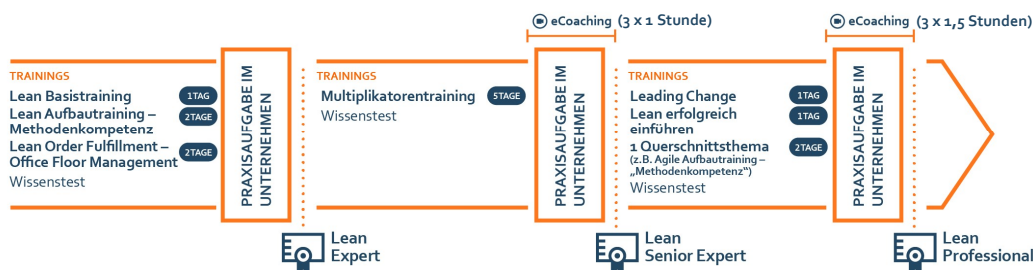 TRAININGS
Lean Basistraining 1TAG
Lean Aufbautraining – 2TAGE
Methodenkompetenz
Lean Order Fulfillment –
Office Floor Management 2TAGE
Wissenstest
PRAXISAUFGABE IM
UNTERNEHMEN
Lean
Expert
TRAININGS
Multiplikatorentraining 5TAGE
Wissenstest
eCoaching (3 x 1 Stunde)
PRAXISAUFGABE IM
UNTERNEHMEN
Lean
Senior Expert
TRAININGS
Leading Change 1TAG
Lean erfolgreich 1TAG
einführen
1 Querschnittsthema 2TAGE
(z.B. Agile Aufbautraining –
„Methodenkompetenz“)
Wissenstest
eCoaching (3 x 1,5 Stunden)
PRAXISAUFGABE IM
UNTERNEHMEN
Lean
Professional